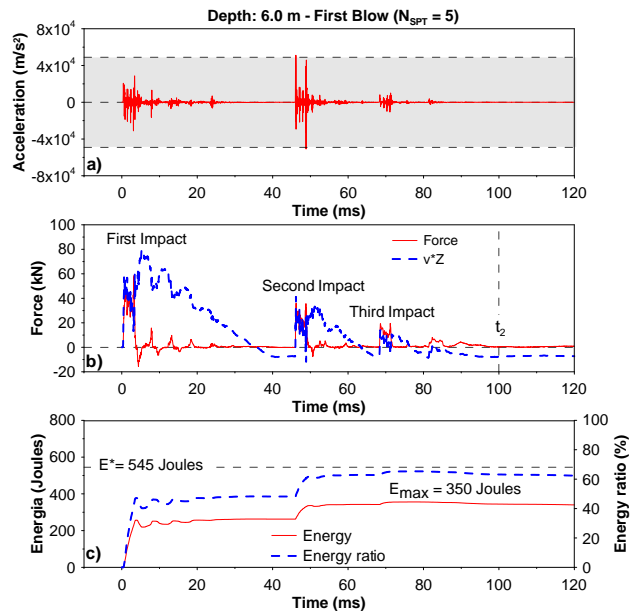 Depth: 6.0 m - First Blow (N_SPT = 5)
Acceleration (m/s²)
8x10⁴
4x10⁴
0
-4x10⁴
-8x10⁴
a)
0 20 40 60 80 100 120
Time (ms)
Force (kN)
100
80
60
40
20
0
-20
First Impact
Second Impact
Third Impact
Force
v*Z
t₂
b)
0 20 40 60 80 100 120
Time (ms)
Energia (Joules)
800
600
400
200
0
E*= 545 Joules
Emax = 350 Joules
Energy
Energy ratio
c)
100
80
60
40
20
0
Energy ratio (%)
0 20 40 60 80 100 120
Time (ms)